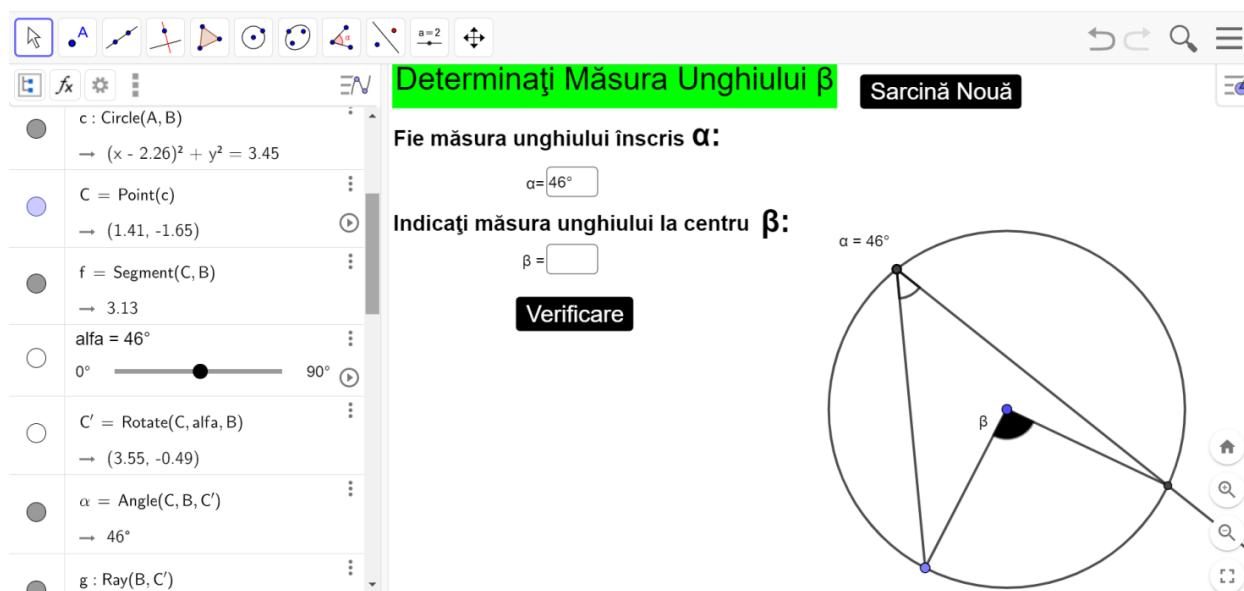 A
α
a=2
fx
N
Determinaţi Măsura Unghiului β
Sarcină Nouă
c : Circle(A, B)
→ (x - 2.26)² + y² = 3.45
C = Point(c)
→ (1.41, -1.65)
f = Segment(C, B)
→ 3.13
alfa = 46°
0°
90°
C′ = Rotate(C, alfa, B)
→ (3.55, -0.49)
α = Angle(C, B, C′)
→ 46°
g : Ray(B, C′)
Fie măsura unghiului înscris α:
α= 46°
Indicaţi măsura unghiului la centru β:
β =
Verificare
α = 46°
β